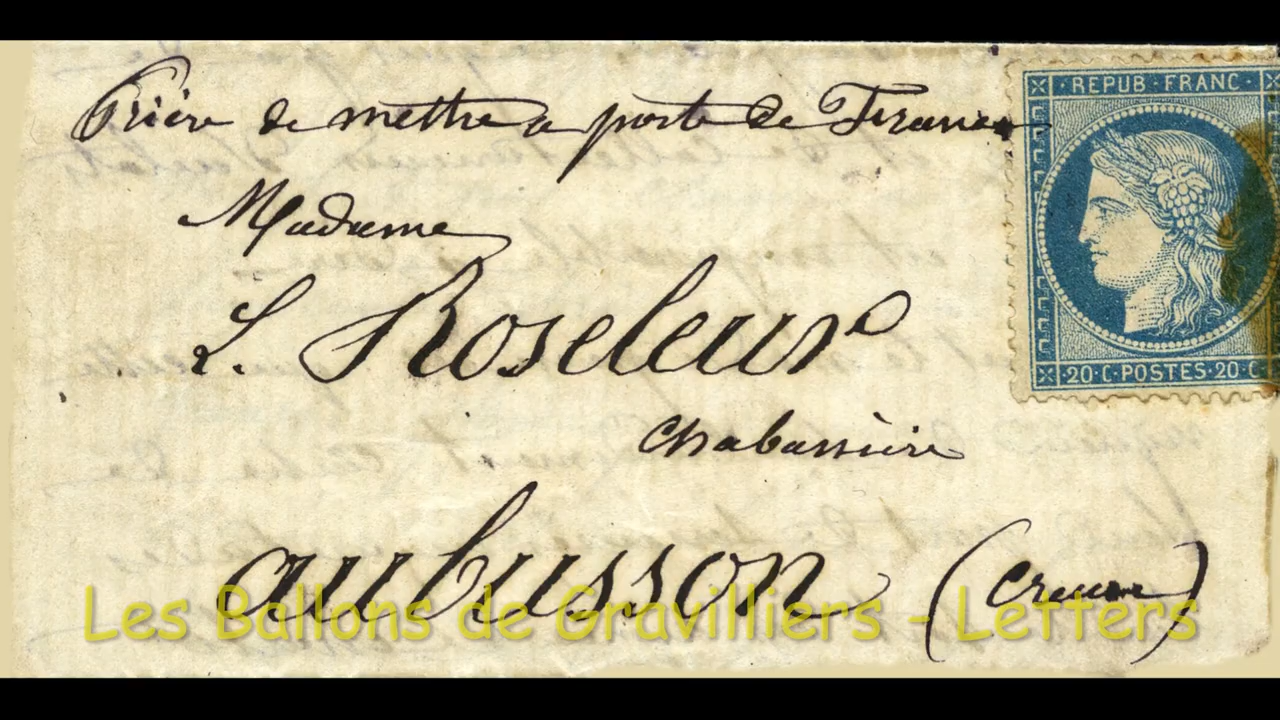 Prière de mettre a poste de France
REPUB·FRANC·
Madame
L. Roseleur
Chabassière
20·C·POSTES·20·C
aubusson (Creuse)
Les Ballons de Gravilliers - Letters